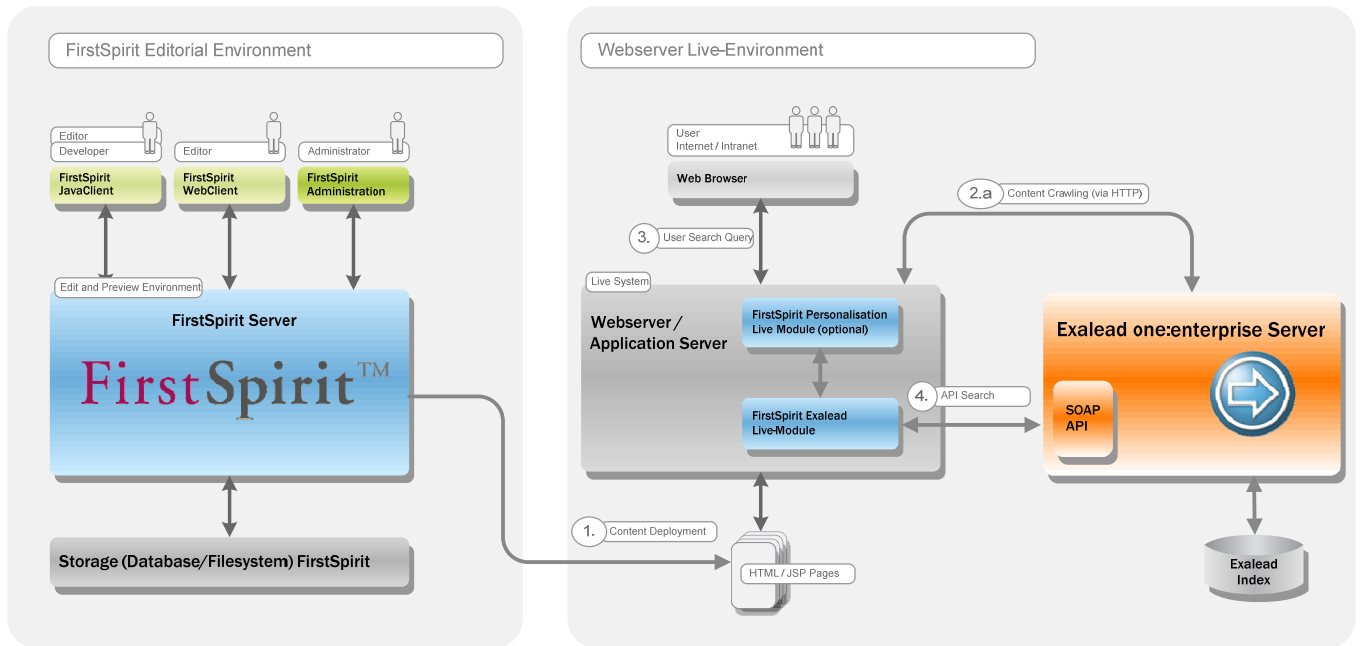 FirstSpirit Editorial Environment
Editor
Developer
FirstSpirit
JavaClient
Editor
FirstSpirit
WebClient
Administrator
FirstSpirit
Administration
Edit and Preview Environment
FirstSpirit Server
FirstSpirit™
Storage (Database/Filesystem) FirstSpirit
Webserver Live-Environment
User
Internet / Intranet
Web Browser
3. User Search Query
2.a Content Crawling (via HTTP)
Live System
Webserver /
Application Server
FirstSpirit Personalisation
Live Module (optional)
FirstSpirit Exalead
Live-Module
4. API Search
Exalead one:enterprise Server
SOAP
API
1. Content Deployment
HTML / JSP Pages
Exalead
Index